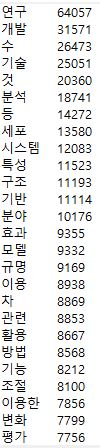 연구 64057
개발 31571
수 26473
기술 25051
것 20360
분석 18741
등 14272
세포 13580
시스템 12083
특성 11523
구조 11193
기반 11114
분야 10176
효과 9355
모델 9332
규명 9169
이용 8938
차 8869
관련 8853
활용 8667
방법 8568
기능 8212
조절 8100
이용한 7856
변화 7799
평가 7756